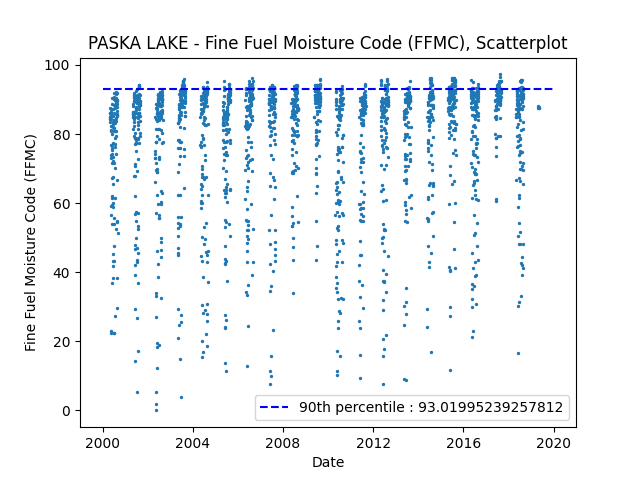 PASKA LAKE - Fine Fuel Moisture Code (FFMC), Scatterplot
Fine Fuel Moisture Code (FFMC)
100
80
60
40
20
0
90th percentile : 93.01995239257812
2000 2004 2008 2012 2016 2020
Date